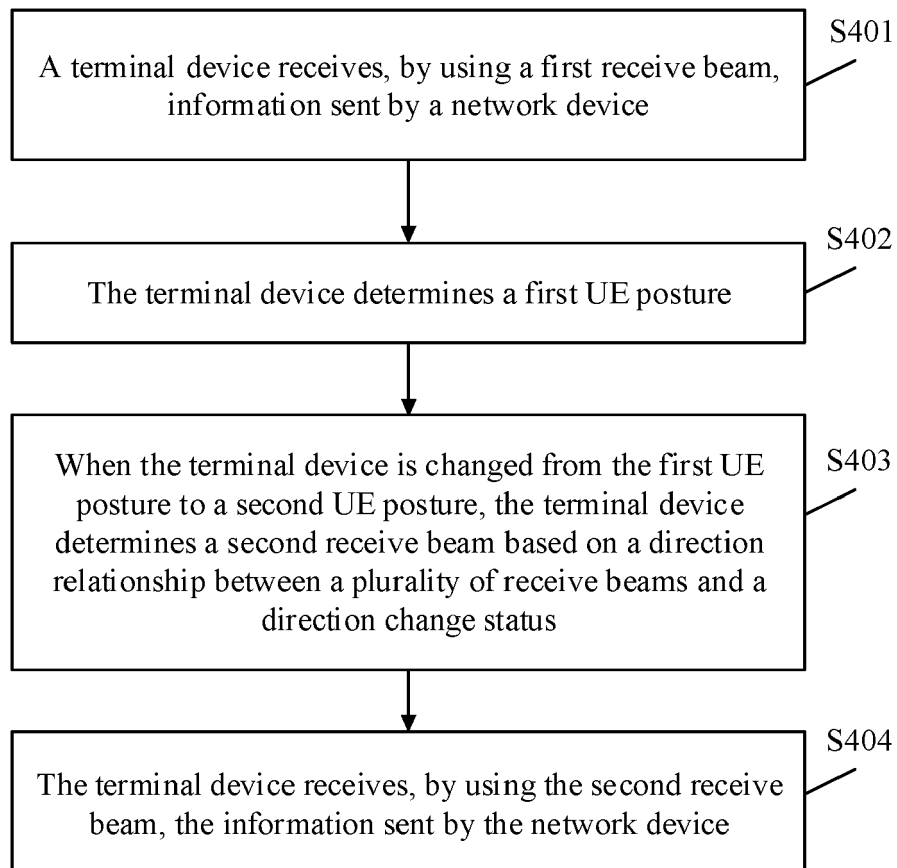 S401
A terminal device receives, by using a first receive beam,
information sent by a network device
S402
The terminal device determines a first UE posture
S403
When the terminal device is changed from the first UE
posture to a second UE posture, the terminal device
determines a second receive beam based on a direction
relationship between a plurality of receive beams and a
direction change status
S404
The terminal device receives, by using the second receive
beam, the information sent by the network device